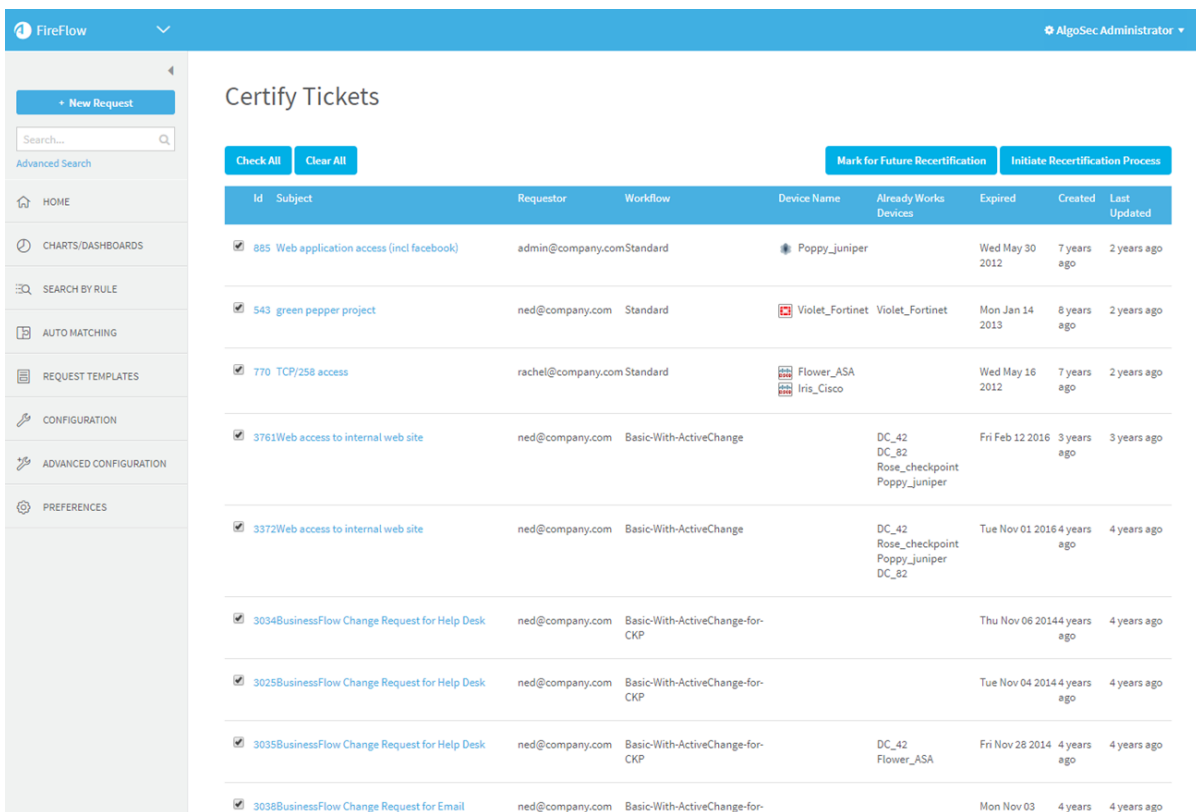 FireFlow
AlgoSec Administrator
+ New Request
Search...
Advanced Search
HOME
CHARTS/DASHBOARDS
SEARCH BY RULE
AUTO MATCHING
REQUEST TEMPLATES
CONFIGURATION
ADVANCED CONFIGURATION
PREFERENCES
Certify Tickets
Check All Clear All Mark for Future Recertification Initiate Recertification Process
Id Subject Requestor Workflow Device Name Already Works Expired Created Last
Devices Updated
885 Web application access (incl facebook) admin@company.com Standard Poppy_juniper Wed May 30 7 years 2 years ago
2012 ago
543 green pepper project ned@company.com Standard Violet_Fortinet Violet_Fortinet Mon Jan 14 8 years 2 years ago
2013 ago
770 TCP/258 access rachel@company.com Standard Flower_ASA Wed May 16 7 years 2 years ago
Iris_Cisco 2012 ago
3761 Web access to internal web site ned@company.com Basic-With-ActiveChange DC_42 Fri Feb 12 2016 3 years 3 years ago
DC_82 ago
Rose_checkpoint
Poppy_juniper
3372 Web access to internal web site ned@company.com Basic-With-ActiveChange DC_42 Tue Nov 01 2016 4 years 4 years ago
Rose_checkpoint ago
Poppy_juniper
DC_82
3034 BusinessFlow Change Request for Help Desk ned@company.com Basic-With-ActiveChange-for- Thu Nov 06 2014 4 years 4 years ago
CKP ago
3025 BusinessFlow Change Request for Help Desk ned@company.com Basic-With-ActiveChange-for- Tue Nov 04 2014 4 years 4 years ago
CKP ago
3035 BusinessFlow Change Request for Help Desk ned@company.com Basic-With-ActiveChange-for- DC_42 Fri Nov 28 2014 4 years 4 years ago
CKP Flower_ASA ago
3038 BusinessFlow Change Request for Email ned@company.com Basic-With-ActiveChange-for- Mon Nov 03 4 years 4 years ago